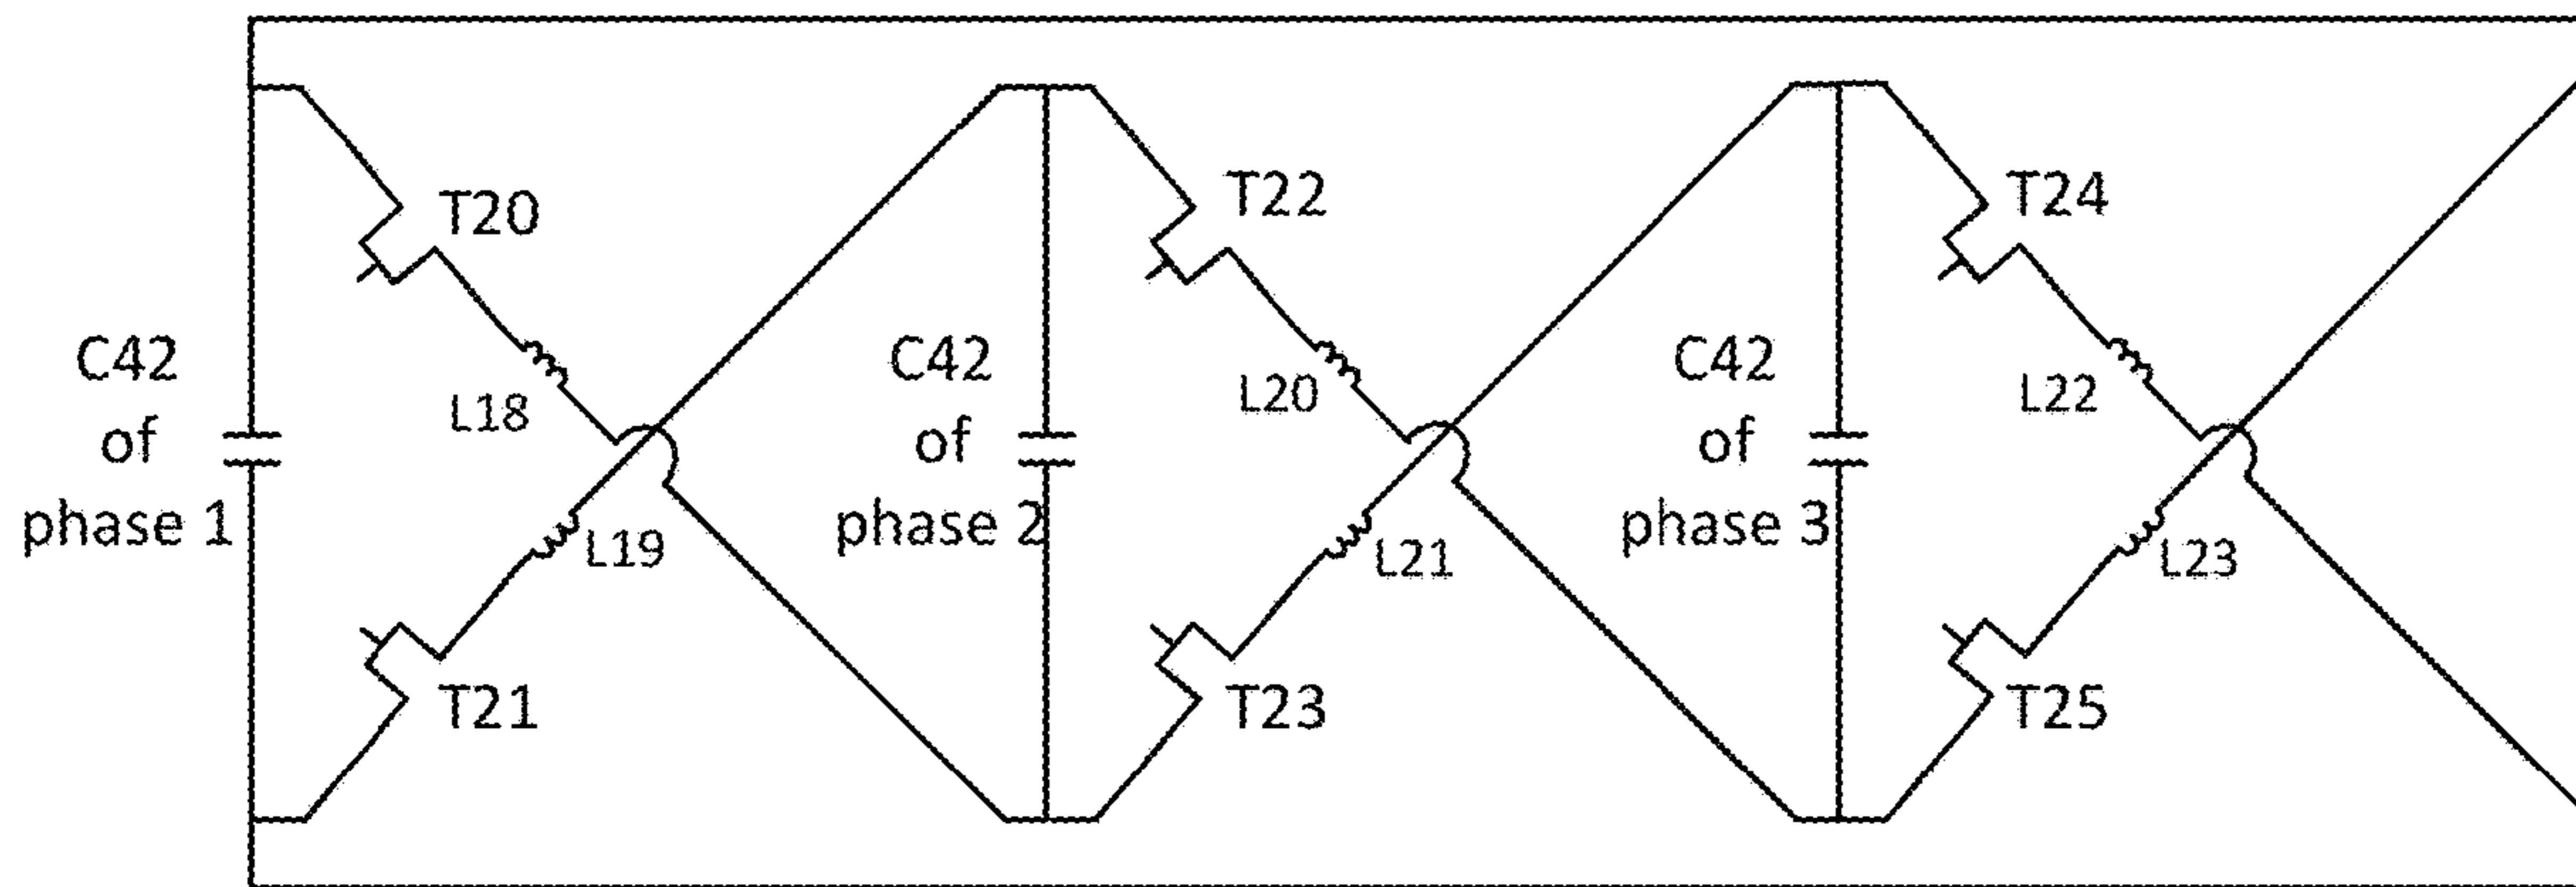 T20
T22
T24
C42
of
phase 1
L18
C42
of
phase 2
L20
C42
of
phase 3
L22
L19
L21
L23
T21
T23
T25